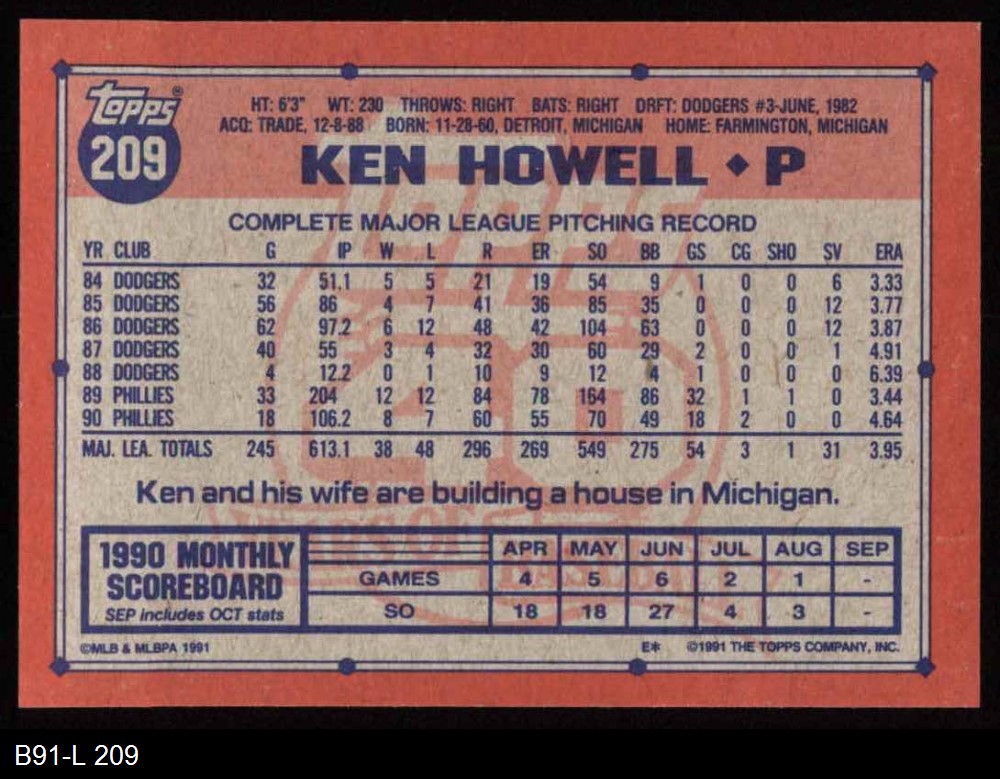 Topps®
209
HT: 6'3" WT: 230 THROWS: RIGHT BATS: RIGHT DRFT: DODGERS #3-JUNE, 1982
ACQ: TRADE, 12-8-88 BORN: 11-28-60, DETROIT, MICHIGAN HOME: FARMINGTON, MICHIGAN
KEN HOWELL ♦ P
COMPLETE MAJOR LEAGUE PITCHING RECORD
YR CLUB G IP W L R ER SO BB GS CG SHO SV ERA
84 DODGERS 32 51.1 5 5 21 19 54 9 1 0 0 6 3.33
85 DODGERS 56 86 4 7 41 36 85 35 0 0 0 12 3.77
86 DODGERS 62 97.2 6 12 48 42 104 63 0 0 0 12 3.87
87 DODGERS 40 55 3 4 32 30 60 29 2 0 0 1 4.91
88 DODGERS 4 12.2 0 1 10 9 12 4 1 0 0 0 6.39
89 PHILLIES 33 204 12 12 84 78 164 86 32 1 1 0 3.44
90 PHILLIES 18 106.2 8 7 60 55 70 49 18 2 0 0 4.64
MAJ. LEA. TOTALS 245 613.1 38 48 296 269 549 275 54 3 1 31 3.95
Ken and his wife are building a house in Michigan.
1990 MONTHLY
SCOREBOARD
SEP includes OCT stats
APR MAY JUN JUL AUG SEP
GAMES 4 5 6 2 1 -
SO 18 18 27 4 3 -
©MLB & MLBPA 1991 E* ©1991 THE TOPPS COMPANY, INC.
B91-L 209